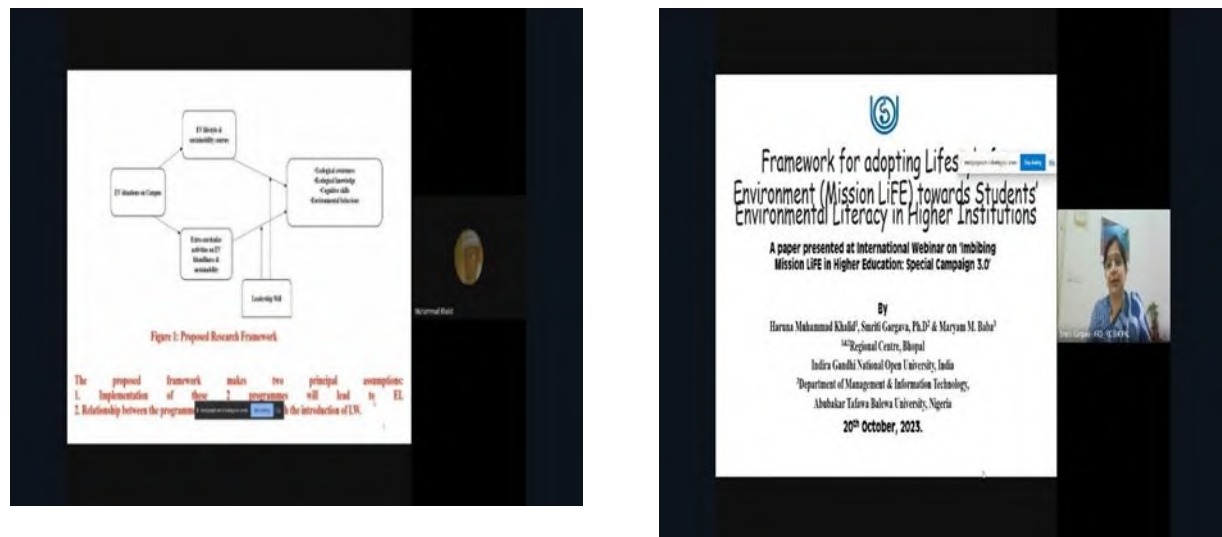 EV lifestyle &
sustainability courses
EV situations on Campus
•Ecological awareness
•Ecological knowledge
•Cognitive skills
•Environmental behaviour
Extra-curricular
activities on EV
friendliness &
sustainability
Leadership Will
Figure 1: Proposed Research Framework
The proposed framework makes two principal assumptions:
1. Implementation of these 2 programmes will lead to EL
2. Relationship between the programme the introduction of LW.
Muhammad Khalid
Framework for adopting Lifes
Environment (Mission LiFE) towards Students'
Environmental Literacy in Higher Institutions
A paper presented at International Webinar on 'Imbibing
Mission LiFE in Higher Education: Special Campaign 3.0'
By
Haruna Muhammad Khalid¹, Smriti Gargava, Ph.D² & Maryam M. Baba³
Regional Centre, Bhopal
Indira Gandhi National Open University, India
³Department of Management & Information Technology,
Abubakar Tafawa Balewa University, Nigeria
20th October, 2023.